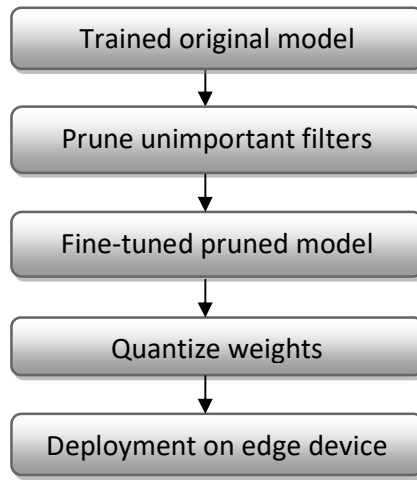 Trained original model
Prune unimportant filters
Fine-tuned pruned model
Quantize weights
Deployment on edge device